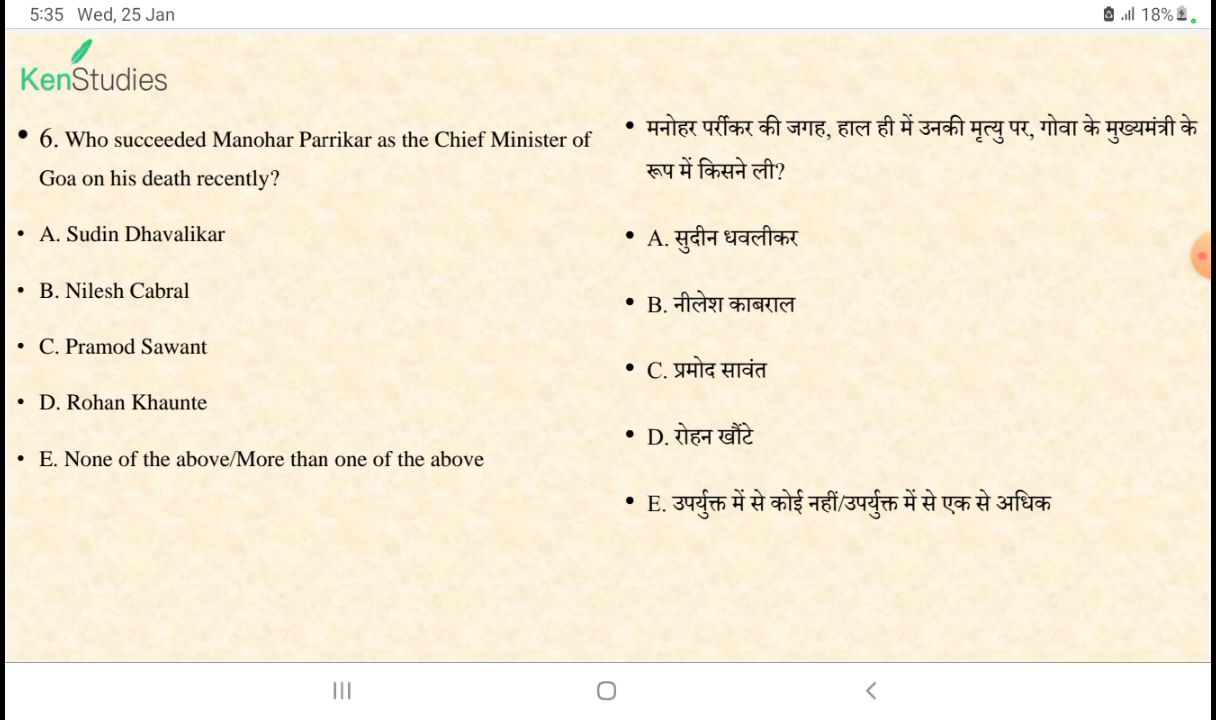 5:35 Wed, 25 Jan
18%
KenStudies
• 6. Who succeeded Manohar Parrikar as the Chief Minister of
Goa on his death recently?
• A. Sudin Dhavalikar
• B. Nilesh Cabral
• C. Pramod Sawant
• D. Rohan Khaunte
• E. None of the above/More than one of the above
• मनोहर पर्रीकर की जगह, हाल ही में उनकी मृत्यु पर, गोवा के मुख्यमंत्री के
रूप में किसने ली?
• A. सुदीन धवलीकर
• B. नीलेश काबराल
• C. प्रमोद सावंत
• D. रोहन खौंटे
• E. उपर्युक्त में से कोई नहीं/उपर्युक्त में से एक से अधिक